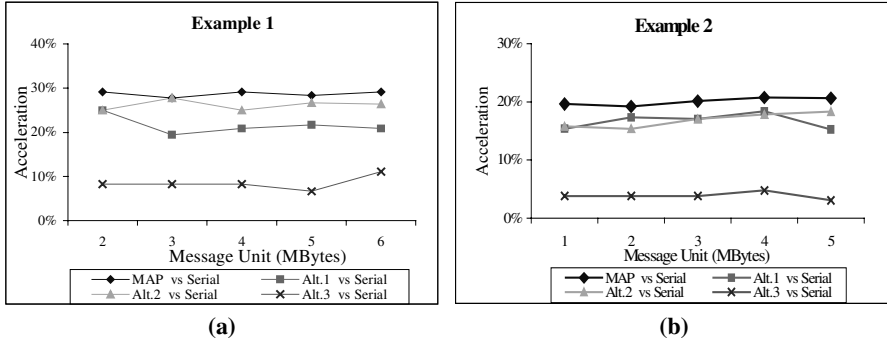 Example 1
40%
30%
20%
10%
0%
Acceleration
2 3 4 5 6
Message Unit (MBytes)
MAP vs Serial Alt.1 vs Serial
Alt.2 vs Serial Alt.3 vs Serial
(a)
Example 2
30%
20%
10%
0%
Acceleration
1 2 3 4 5
Message Unit (MBytes)
MAP vs Serial Alt.1 vs Serial
Alt.2 vs Serial Alt.3 vs Serial
(b)